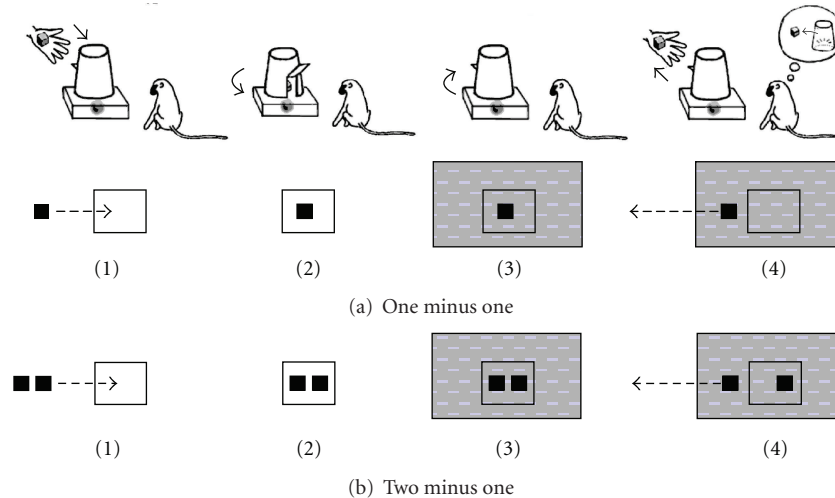 (1) (2) (3) (4)
(a) One minus one
(1) (2) (3) (4)
(b) Two minus one